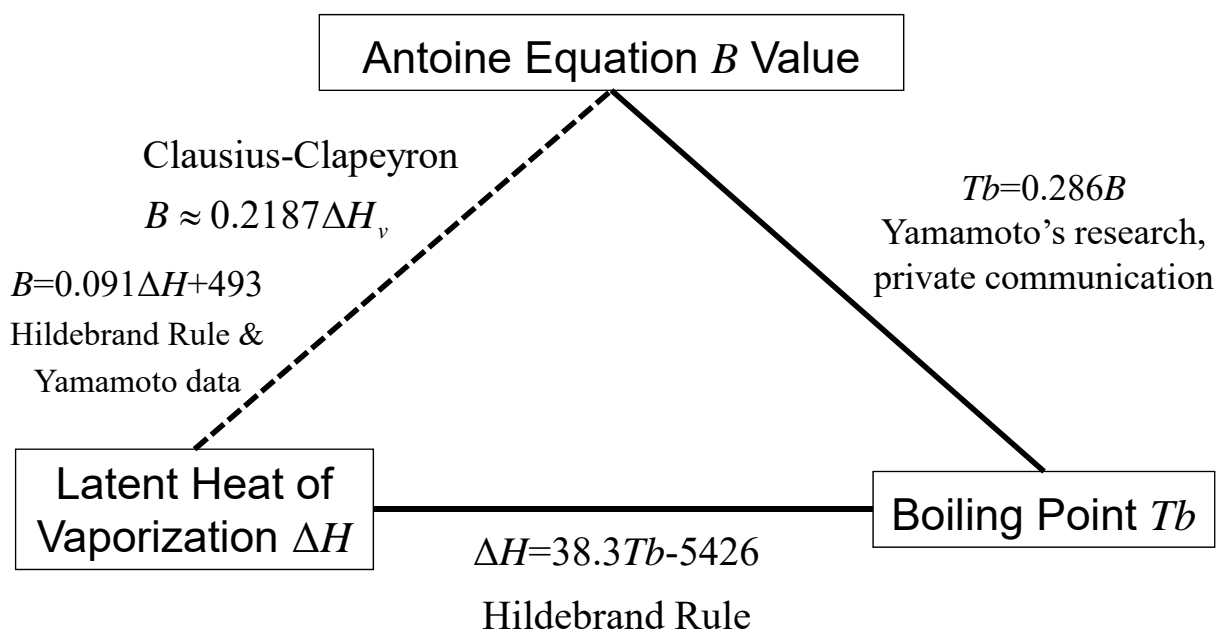 Antoine Equation B Value
Clausius-Clapeyron
B ≈ 0.2187ΔHv
Tb=0.286B
Yamamoto’s research,
private communication
B=0.091ΔH+493
Hildebrand Rule &
Yamamoto data
Latent Heat of
Vaporization ΔH
Boiling Point Tb
ΔH=38.3Tb-5426
Hildebrand Rule